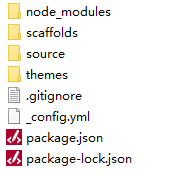 node_modules
scaffolds
source
themes
.gitignore
_config.yml
package.json
package-lock.json